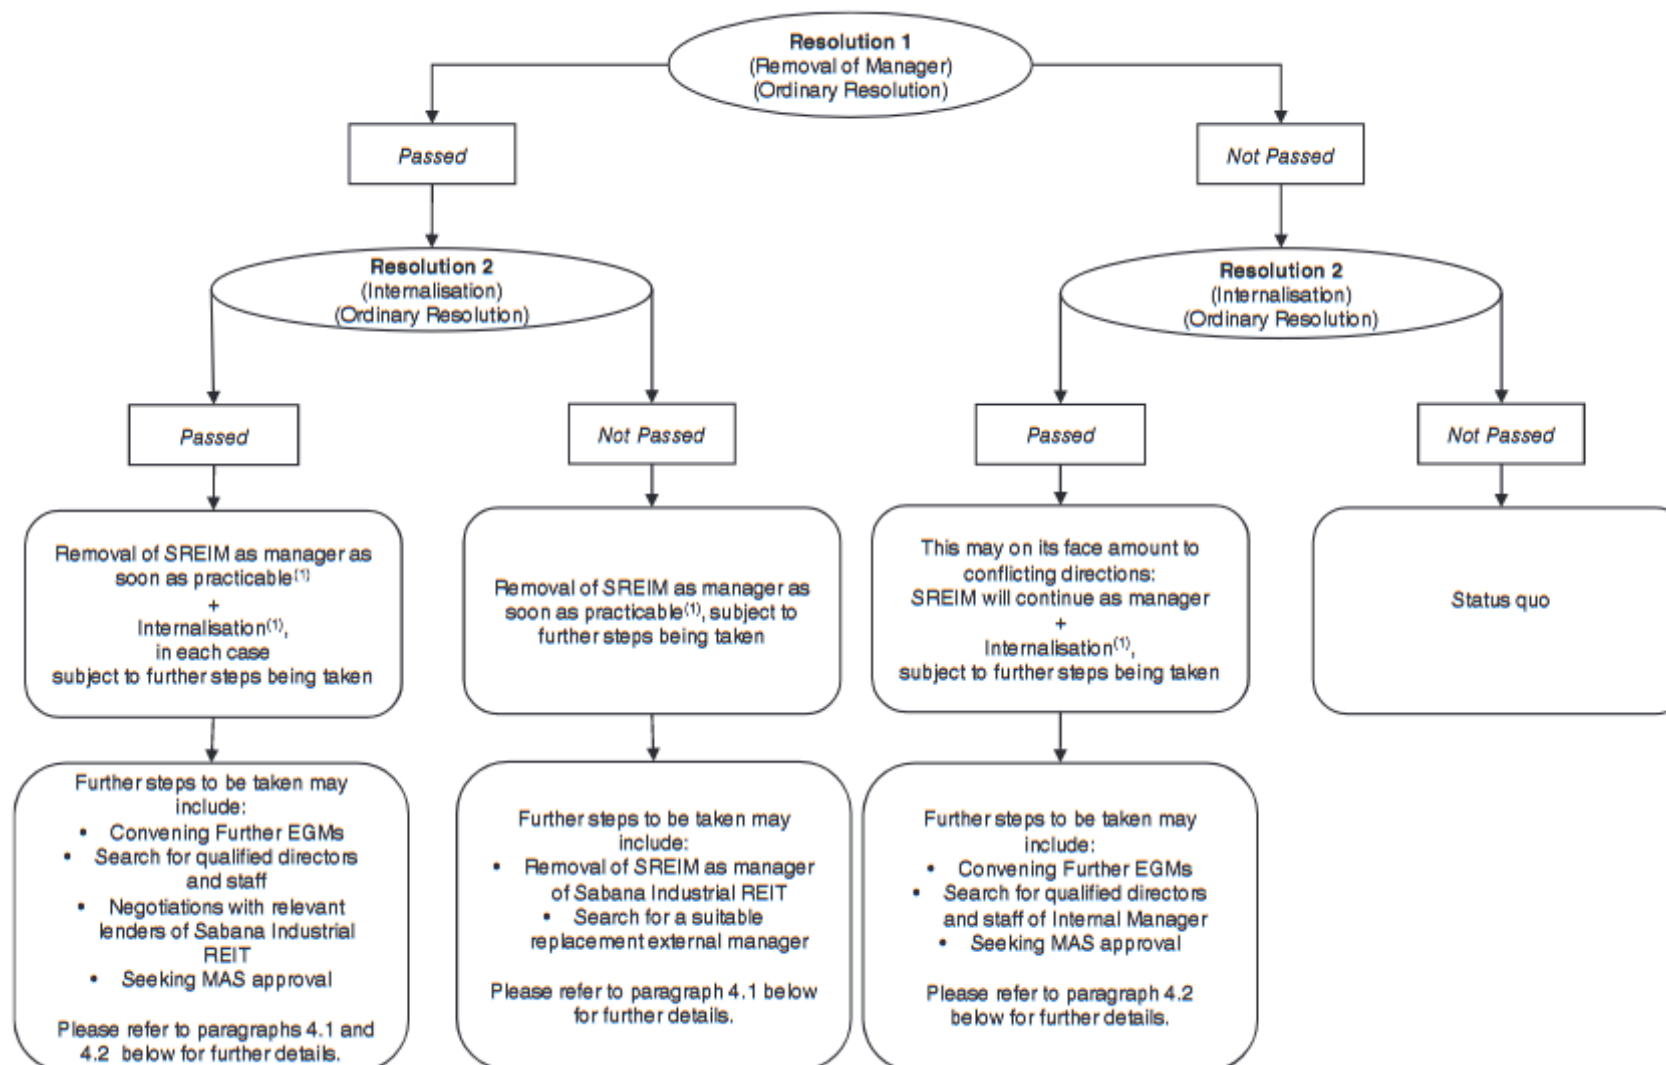 Resolution 1
(Removal of Manager)
(Ordinary Resolution)
Passed
Not Passed
Resolution 2
(Internalisation)
(Ordinary Resolution)
Resolution 2
(Internalisation)
(Ordinary Resolution)
Passed
Not Passed
Passed
Not Passed
Removal of SREIM as manager as
soon as practicable(1)
+
Internalisation(1),
in each case
subject to further steps being taken
Removal of SREIM as manager as
soon as practicable(1), subject to
further steps being taken
This may on its face amount to
conflicting directions:
SREIM will continue as manager
+
Internalisation(1),
subject to further steps being taken
Status quo
Further steps to be taken may
include:
• Convening Further EGMs
• Search for qualified directors
and staff
• Negotiations with relevant
lenders of Sabana Industrial
REIT
• Seeking MAS approval
Please refer to paragraphs 4.1 and
4.2 below for further details.
Further steps to be taken may
include:
• Removal of SREIM as manager
of Sabana Industrial REIT
• Search for a suitable
replacement external manager
Please refer to paragraph 4.1 below
for further details.
Further steps to be taken may
include:
• Convening Further EGMs
• Search for qualified directors
and staff of Internal Manager
• Seeking MAS approval
Please refer to paragraph 4.2
below for further details.